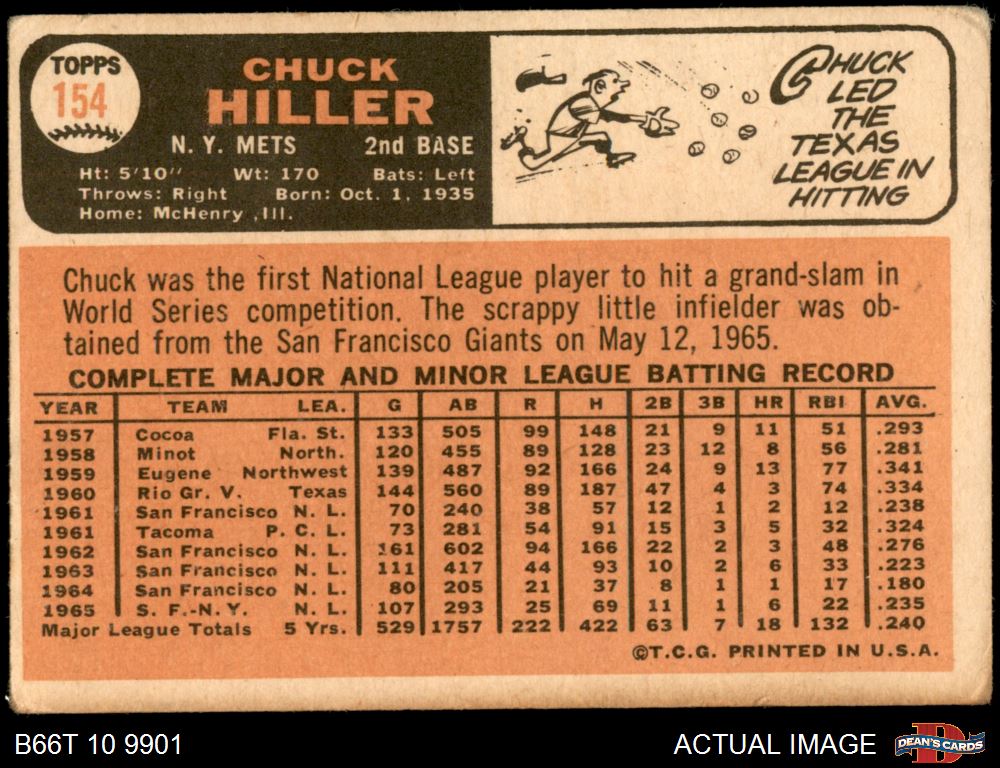 TOPPS
154
CHUCK
HILLER
N. Y. METS 2nd BASE
Ht: 5'10" Wt: 170 Bats: Left
Throws: Right Born: Oct. 1, 1935
Home: McHenry ,Ill.
CHUCK
LED
THE
TEXAS
LEAGUE IN
HITTING
Chuck was the first National League player to hit a grand-slam in
World Series competition. The scrappy little infielder was ob-
tained from the San Francisco Giants on May 12, 1965.
COMPLETE MAJOR AND MINOR LEAGUE BATTING RECORD
YEAR TEAM LEA. G AB R H 2B 3B HR RBI AVG.
1957 Cocoa Fla. St. 133 505 99 148 21 9 11 51 .293
1958 Minot North. 120 455 89 128 23 12 8 56 .281
1959 Eugene Northwest 139 487 92 166 24 9 13 77 .341
1960 Rio Gr. V. Texas 144 560 89 187 47 4 3 74 .334
1961 San Francisco N. L. 70 240 38 57 12 1 2 12 .238
1961 Tacoma P. C. L. 73 281 54 91 15 3 5 32 .324
1962 San Francisco N. L. 161 602 94 166 22 2 3 48 .276
1963 San Francisco N. L. 111 417 44 93 10 2 6 33 .223
1964 San Francisco N. L. 80 205 21 37 8 1 1 17 .180
1965 S. F.-N. Y. N. L. 107 293 25 69 11 1 6 22 .235
Major League Totals 5 Yrs. 529 1757 222 422 63 7 18 132 .240
©T.C.G. PRINTED IN U.S.A.
B66T 10 9901
ACTUAL IMAGE
DEAN'S CARDS